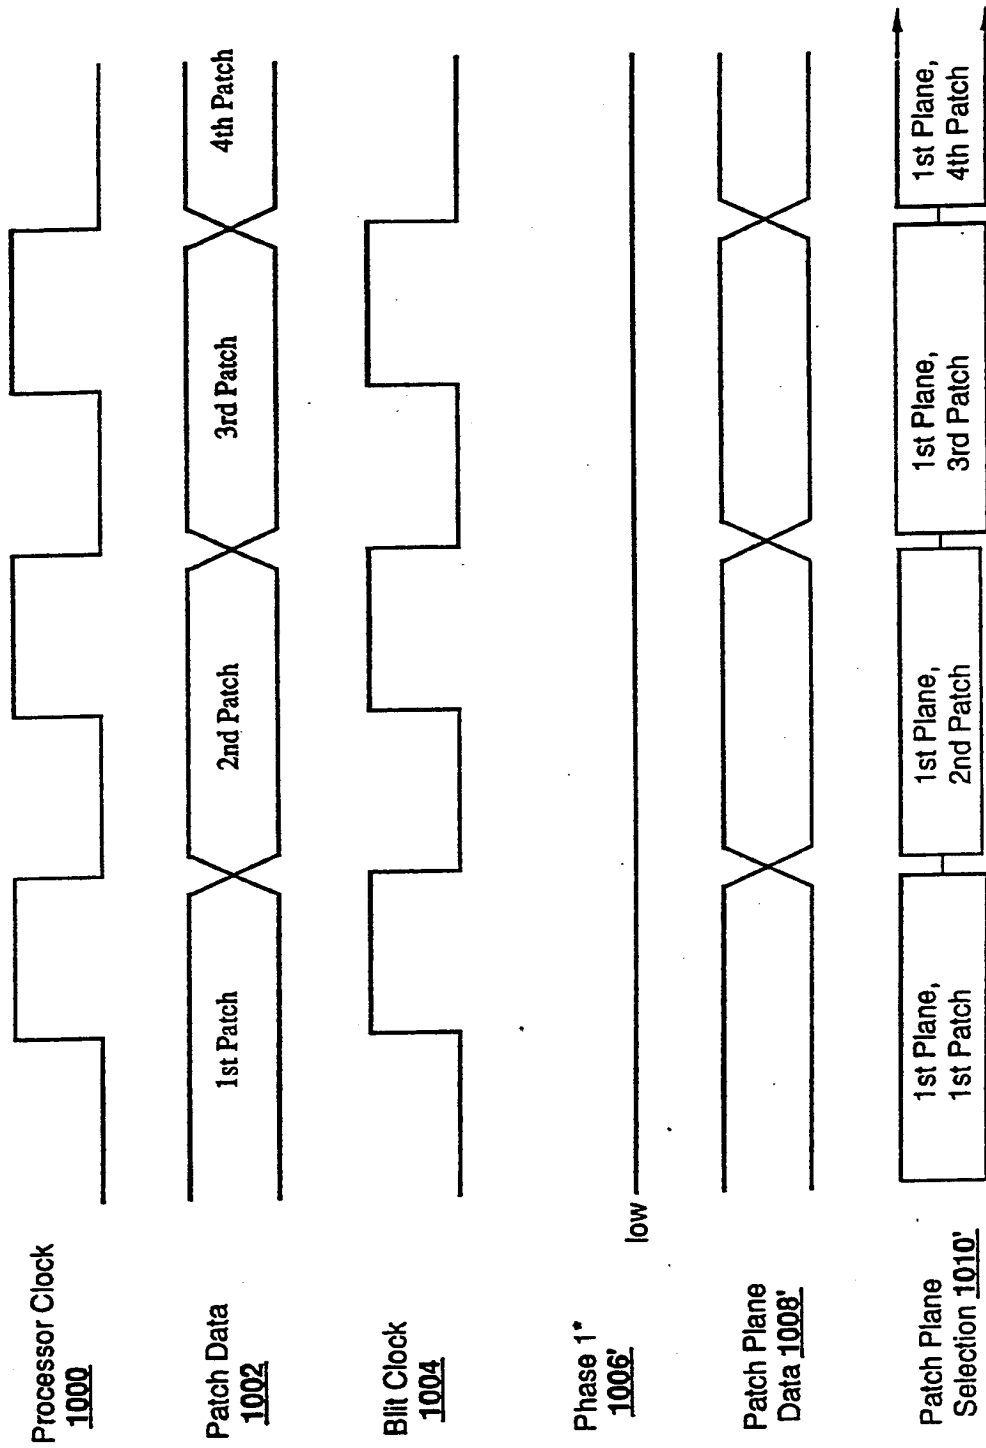 Processor Clock
1000
Patch Data
1002
1st Patch
2nd Patch
3rd Patch
4th Patch
Blit Clock
1004
Phase 1*
1006'
low
Patch Plane
Data 1008'
Patch Plane
Selection 1010'
1st Plane,
1st Patch
1st Plane,
2nd Patch
1st Plane,
3rd Patch
1st Plane,
4th Patch